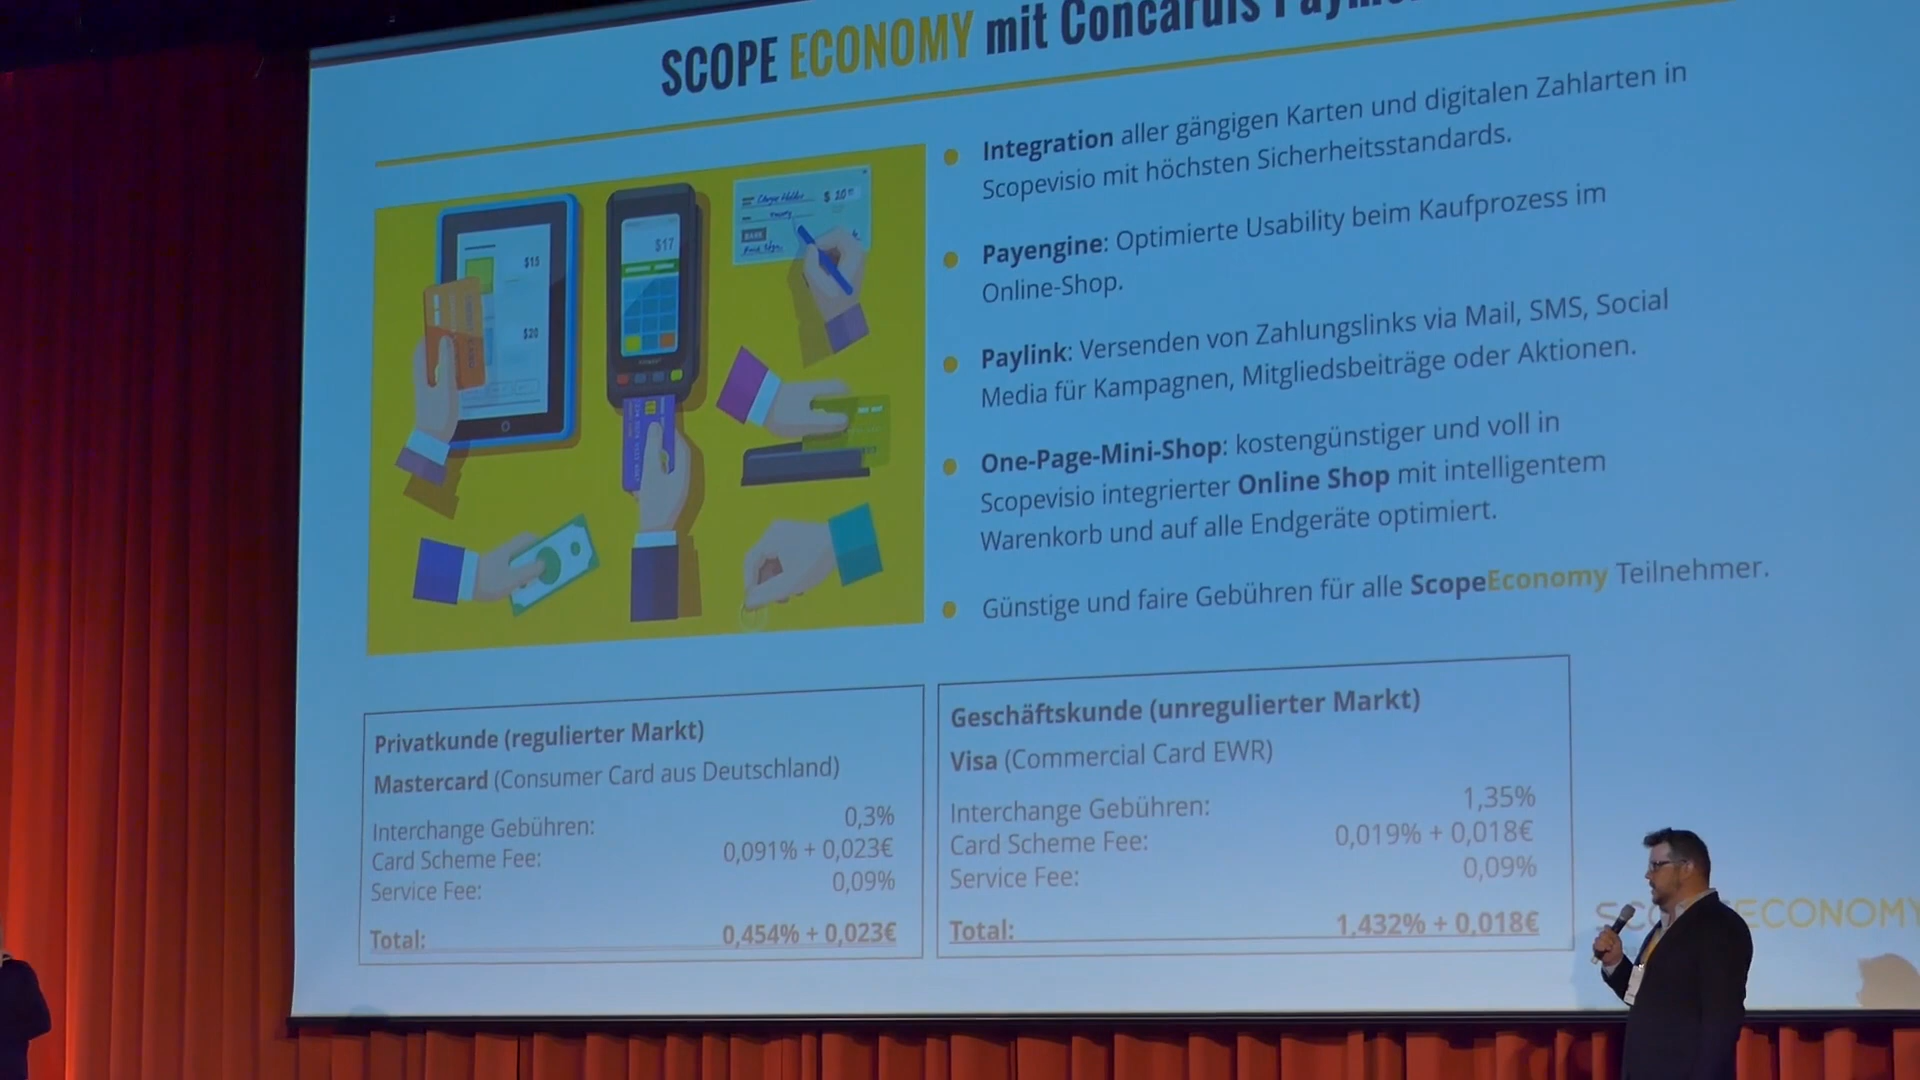 SCOPE ECONOMY mit Concardis
Integration aller gängigen Karten und digitalen Zahlarten in
Scopevisio mit höchsten Sicherheitsstandards.
Payengine: Optimierte Usability beim Kaufprozess im
Online-Shop.
Paylink: Versenden von Zahlungslinks via Mail, SMS, Social
Media für Kampagnen, Mitgliedsbeiträge oder Aktionen.
One-Page-Mini-Shop: kostengünstiger und voll in
Scopevisio integrierter Online Shop mit intelligentem
Warenkorb und auf alle Endgeräte optimiert.
Günstige und faire Gebühren für alle ScopeEconomy Teilnehmer.
$15
$20
$17
$20
BANK
Privatkunde (regulierter Markt)
Mastercard (Consumer Card aus Deutschland)
Interchange Gebühren: 0,3%
Card Scheme Fee: 0,091% + 0,023€
Service Fee: 0,09%
Total: 0,454% + 0,023€
Geschäftskunde (unregulierter Markt)
Visa (Commercial Card EWR)
Interchange Gebühren: 1,35%
Card Scheme Fee: 0,019% + 0,018€
Service Fee: 0,09%
Total: 1,432% + 0,018€
ECONOMY